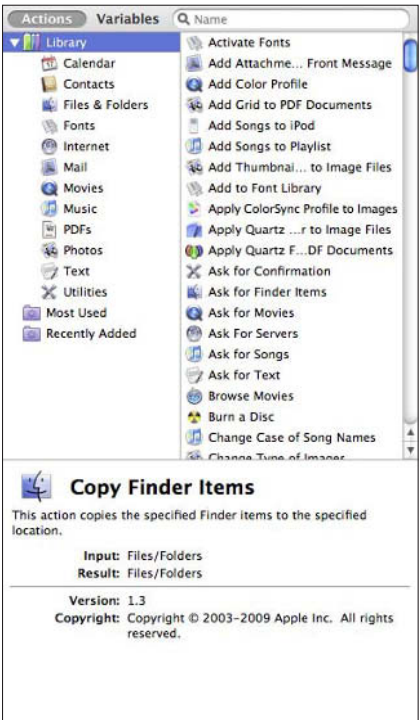 Actions Variables Name
Library
Calendar
Contacts
Files & Folders
Fonts
Internet
Mail
Movies
Music
PDFs
Photos
Text
Utilities
Most Used
Recently Added
Activate Fonts
Add Attachme... Front Message
Add Color Profile
Add Grid to PDF Documents
Add Songs to iPod
Add Songs to Playlist
Add Thumbnai... to Image Files
Add to Font Library
Apply ColorSync Profile to Images
Apply Quartz ...r to Image Files
Apply Quartz F...DF Documents
Ask for Confirmation
Ask for Finder Items
Ask for Movies
Ask For Servers
Ask for Songs
Ask for Text
Browse Movies
Burn a Disc
Change Case of Song Names
Change Type of Images
Copy Finder Items
This action copies the specified Finder items to the specified
location.
Input: Files/Folders
Result: Files/Folders
Version: 1.3
Copyright: Copyright © 2003-2009 Apple Inc. All rights
reserved.